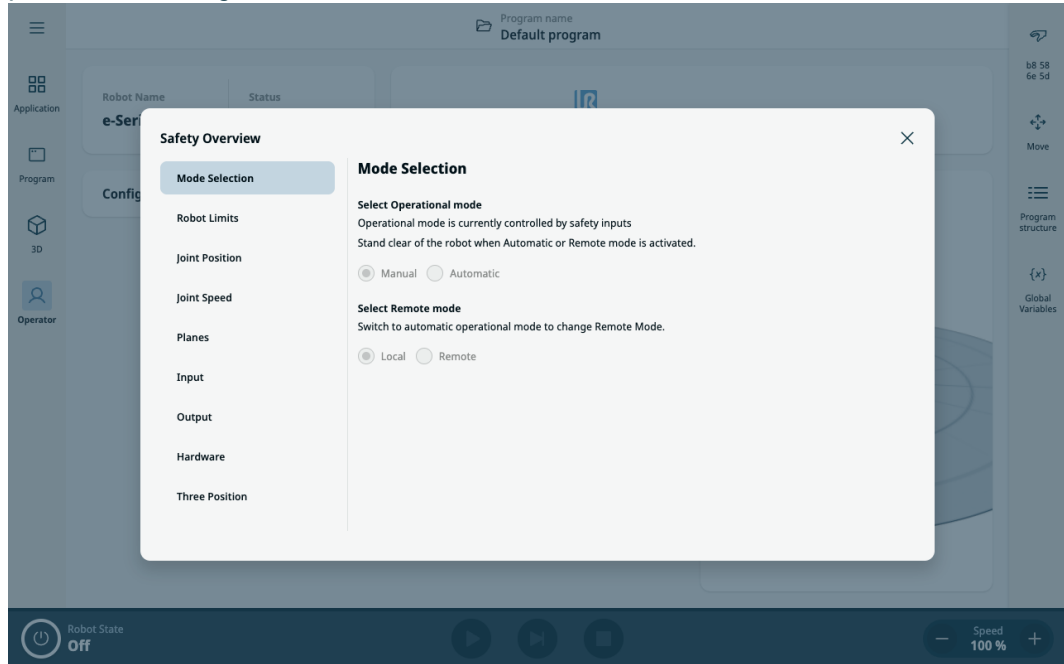 Program name
Default program
b8 58
6e 5d
Application
Robot Name
Status
e-Seri
Safety Overview
Move
Mode Selection
Mode Selection
Program
Config
Select Operational mode
Robot Limits
Operational mode is currently controlled by safety inputs
Program
structure
Stand clear of the robot when Automatic or Remote mode is activated.
3D
Joint Position
Manual
Automatic
{x}
Joint Speed
Global
Variables
Select Remote mode
Operator
Switch to automatic operational mode to change Remote Mode.
Planes
Local
Remote
Input
Output
Hardware
Three Position
Robot State
Off
Speed
100 %